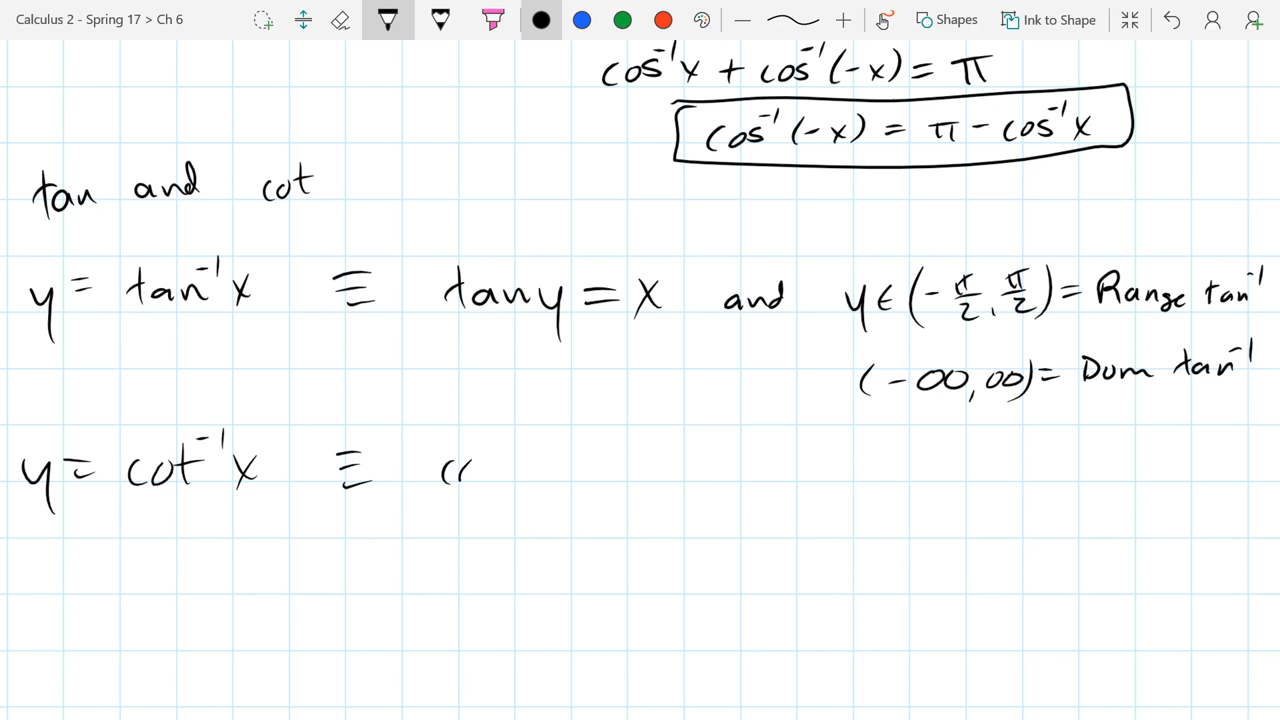 Calculus 2 - Spring 17 > Ch 6 Shapes Ink to Shape
cos⁻¹x + cos⁻¹(-x) = π
cos⁻¹(-x) = π - cos⁻¹x
tan and cot
y = tan⁻¹x ≡ tan y = x and y ∈ (-π/2, π/2) = Range tan⁻¹
(-∞, ∞) = Dom tan⁻¹
y = cot⁻¹x ≡ co